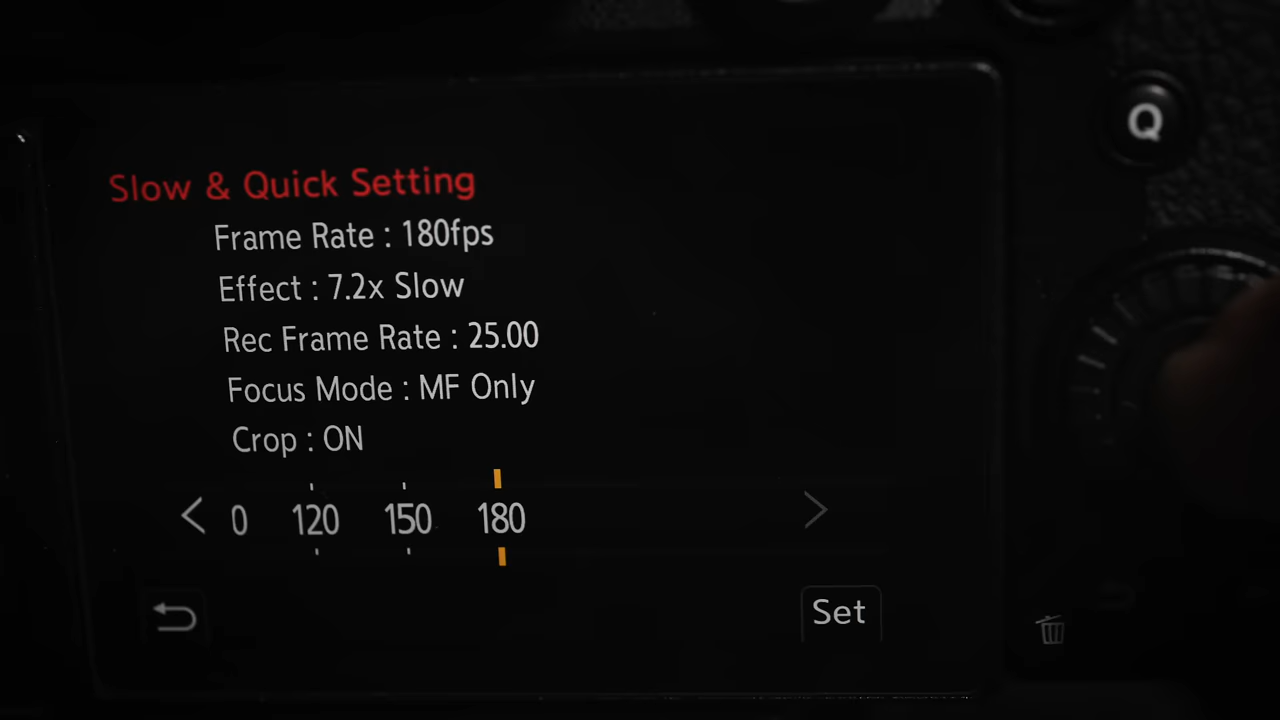 Q
Slow & Quick Setting
Frame Rate : 180fps
Effect : 7.2x Slow
Rec Frame Rate : 25.00
Focus Mode : MF Only
Crop : ON
0 120 150 180
Set